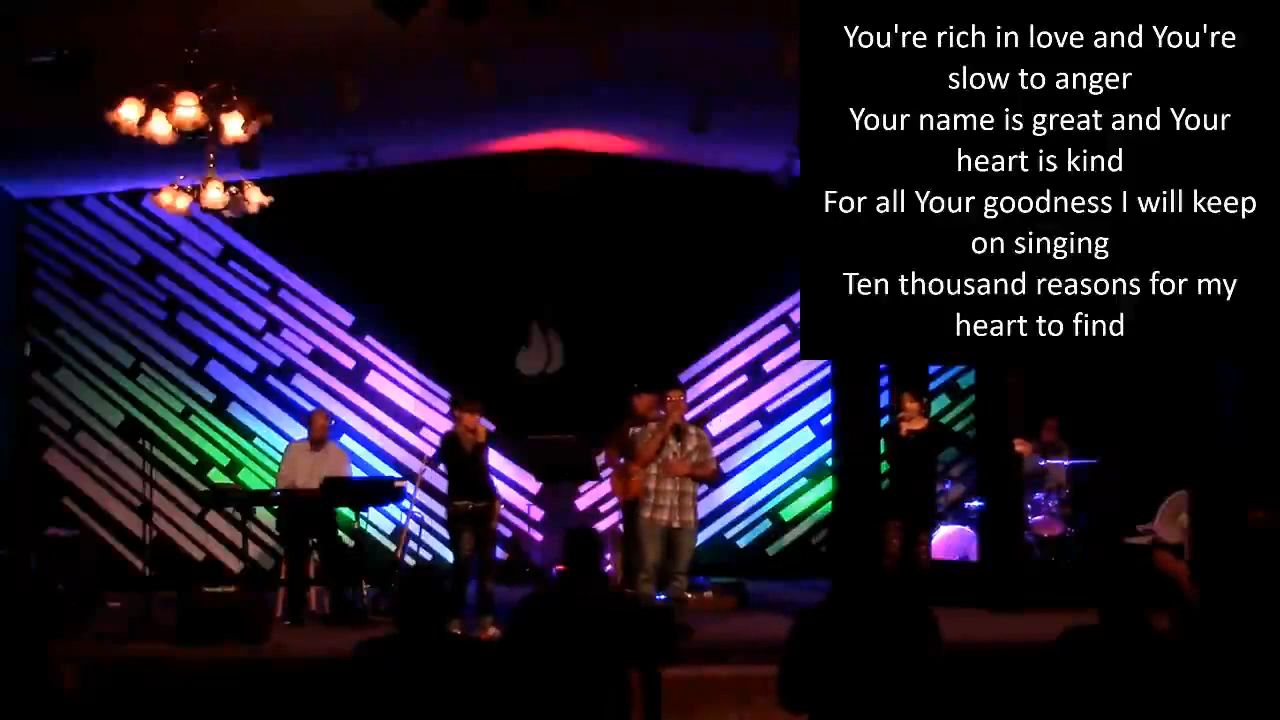 You're rich in love and You're
slow to anger
Your name is great and Your
heart is kind
For all Your goodness I will keep
on singing
Ten thousand reasons for my
heart to find